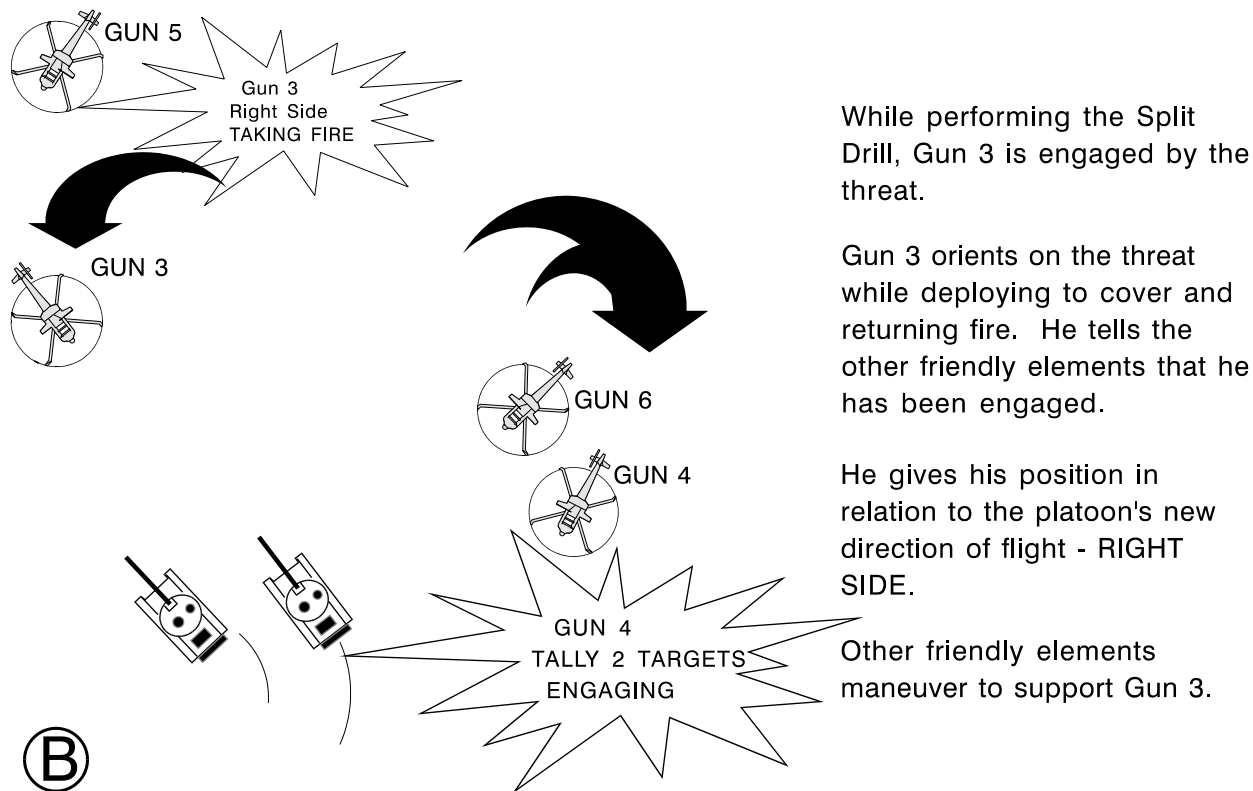 GUN 5
Gun 3
Right Side
TAKING FIRE
GUN 3
GUN 6
GUN 4
GUN 4
TALLY 2 TARGETS
ENGAGING
B
While performing the Split
Drill, Gun 3 is engaged by the
threat.
Gun 3 orients on the threat
while deploying to cover and
returning fire.  He tells the
other friendly elements that he
has been engaged.
He gives his position in
relation to the platoon's new
direction of flight - RIGHT
SIDE.
Other friendly elements
maneuver to support Gun 3.